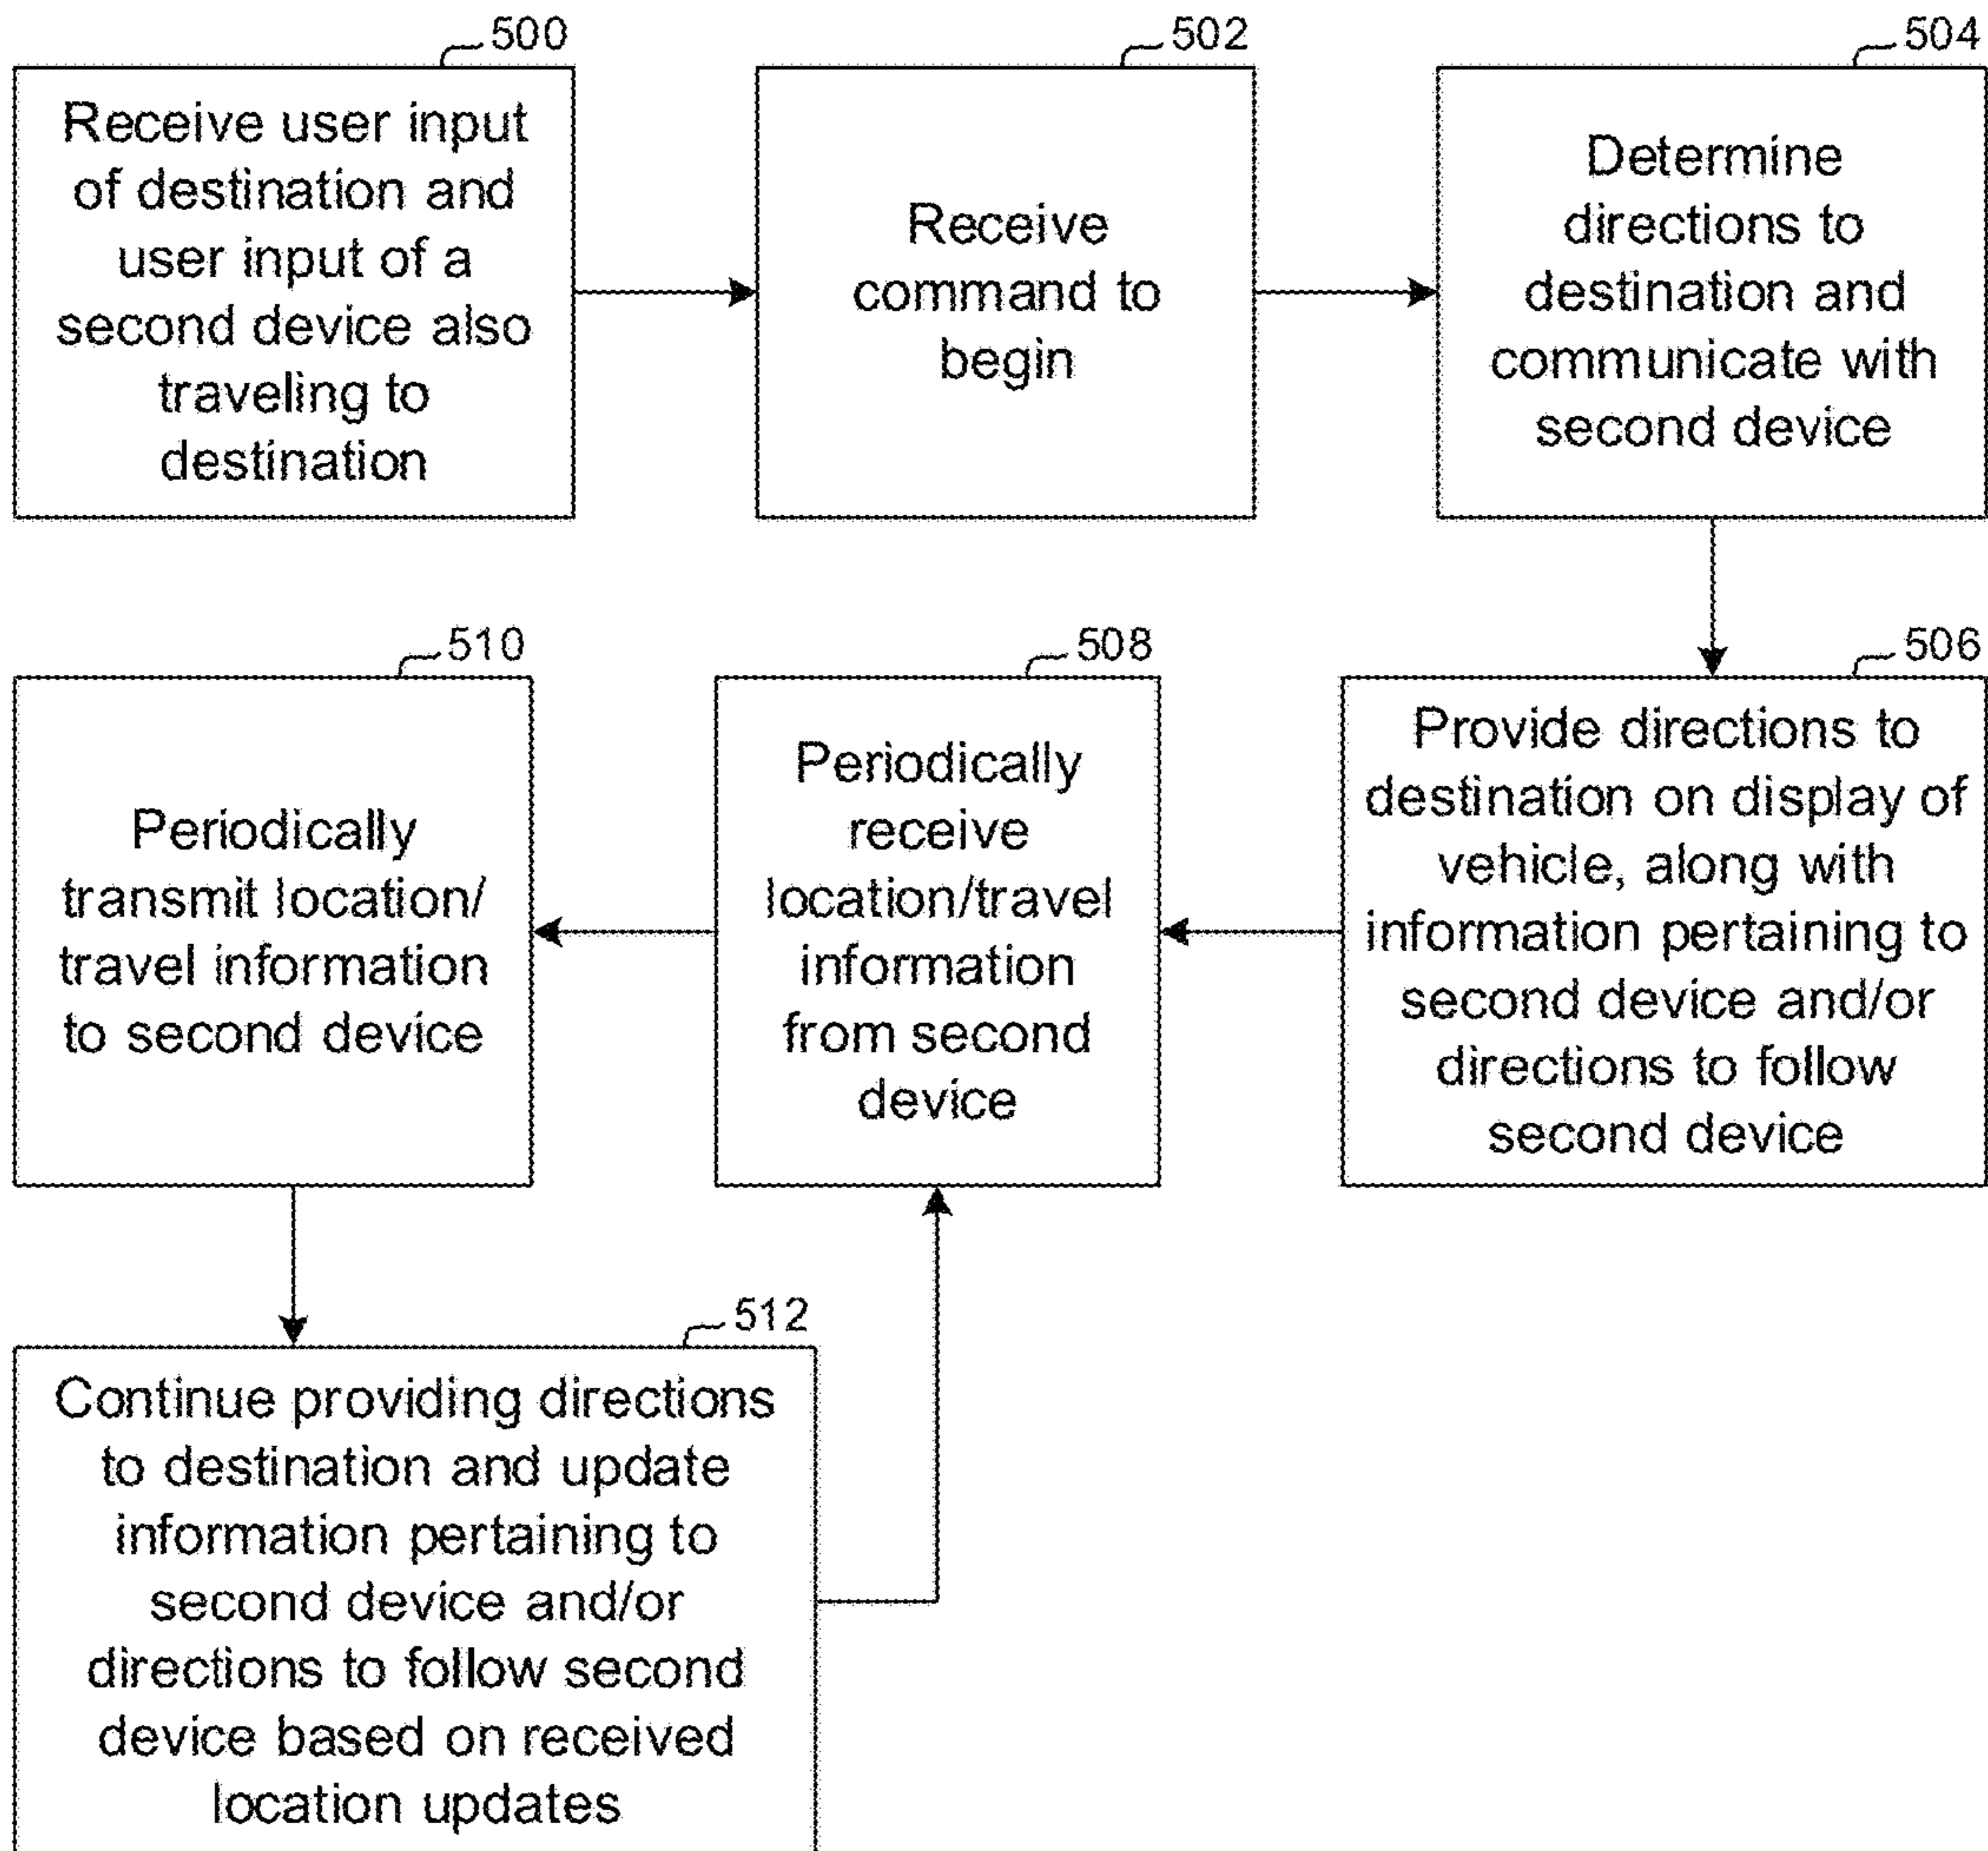 500
Receive user input
of destination and
user input of a
second device also
traveling to
destination
502
Receive
command to
begin
504
Determine
directions to
destination and
communicate with
second device
506
Provide directions to
destination on display of
vehicle, along with
information pertaining to
second device and/or
directions to follow
second device
508
Periodically
receive
location/travel
information
from second
device
510
Periodically
transmit location/
travel information
to second device
512
Continue providing directions
to destination and update
information pertaining to
second device and/or
directions to follow second
device based on received
location updates